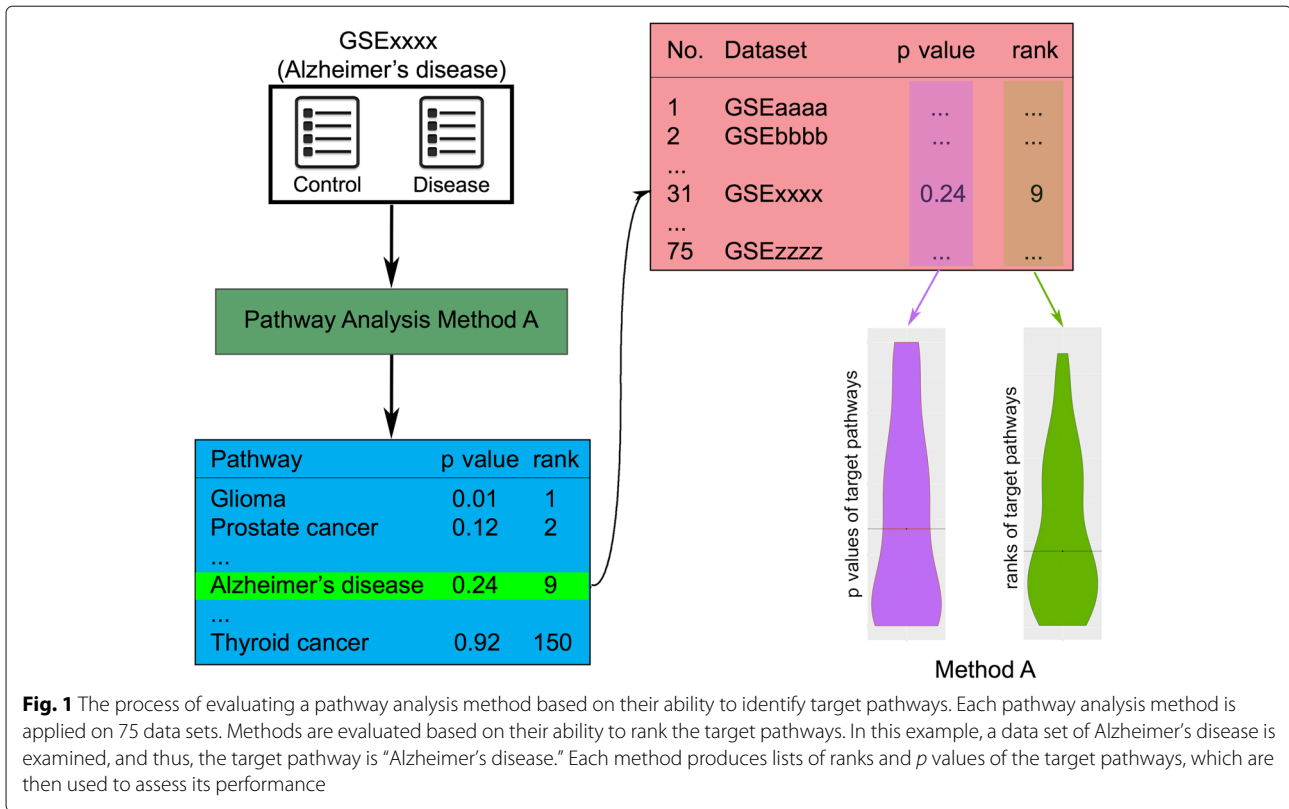 GSExxxx
(Alzheimer's disease)
Control Disease
Pathway Analysis Method A
Pathway p value rank
Glioma 0.01 1
Prostate cancer 0.12 2
...
Alzheimer's disease 0.24 9
...
Thyroid cancer 0.92 150
No. Dataset p value rank
1 GSEaaaa ... ...
2 GSEbbbb ... ...
...
31 GSExxxx 0.24 9
...
75 GSEzzzz ... ...
p values of target pathways
ranks of target pathways
Method A
Fig. 1 The process of evaluating a pathway analysis method based on their ability to identify target pathways. Each pathway analysis method is
applied on 75 data sets. Methods are evaluated based on their ability to rank the target pathways. In this example, a data set of Alzheimer's disease is
examined, and thus, the target pathway is “Alzheimer's disease.” Each method produces lists of ranks and p values of the target pathways, which are
then used to assess its performance